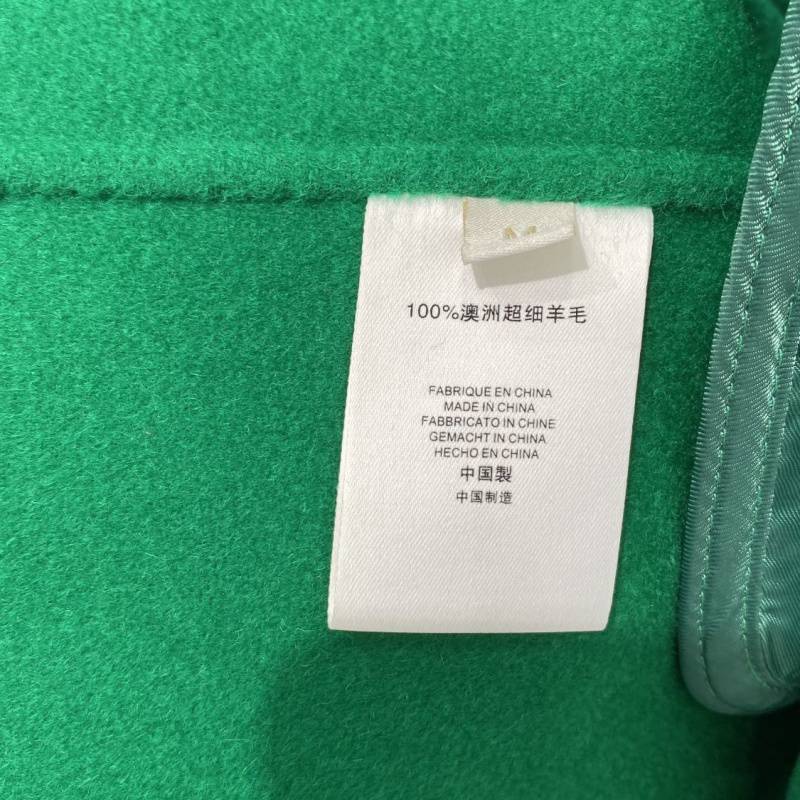 M
100%澳洲超细羊毛
FABRIQUE EN CHINA
MADE IN CHINA
FABBRICATO IN CHINE
GEMACHT IN CHINA
HECHO EN CHINA
中国製
中国制造